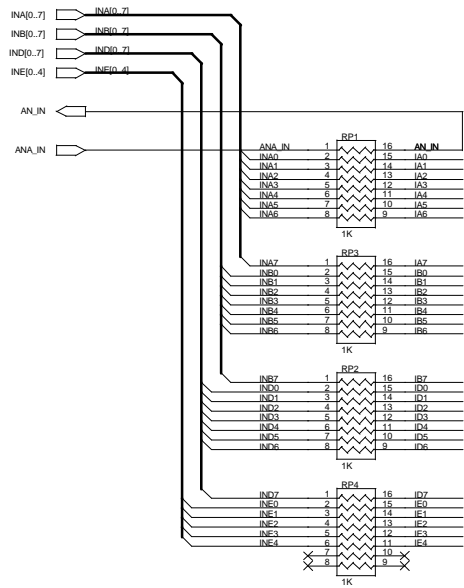 INA[0..7] INA[0..7]
INB[0..7] INB[0..7]
IND[0..7] IND[0..7]
INE[0..4] INE[0..4]
AN_IN
ANA_IN
RP1
ANA_IN 1 16 AN_IN
INA0 2 15 IA0
INA1 3 14 IA1
INA2 4 13 IA2
INA3 5 12 IA3
INA4 6 11 IA4
INA5 7 10 IA5
INA6 8 9 IA6
1K
RP3
INA7 1 16 IA7
INB0 2 15 IB0
INB1 3 14 IB1
INB2 4 13 IB2
INB3 5 12 IB3
INB4 6 11 IB4
INB5 7 10 IB5
INB6 8 9 IB6
1K
RP2
INB7 1 16 IB7
IND0 2 15 ID0
IND1 3 14 ID1
IND2 4 13 ID2
IND3 5 12 ID3
IND4 6 11 ID4
IND5 7 10 ID5
IND6 8 9 ID6
1K
RP4
IND7 1 16 ID7
INE0 2 15 IE0
INE1 3 14 IE1
INE2 4 13 IE2
INE3 5 12 IE3
INE4 6 11 IE4
7 10
8 9
1K